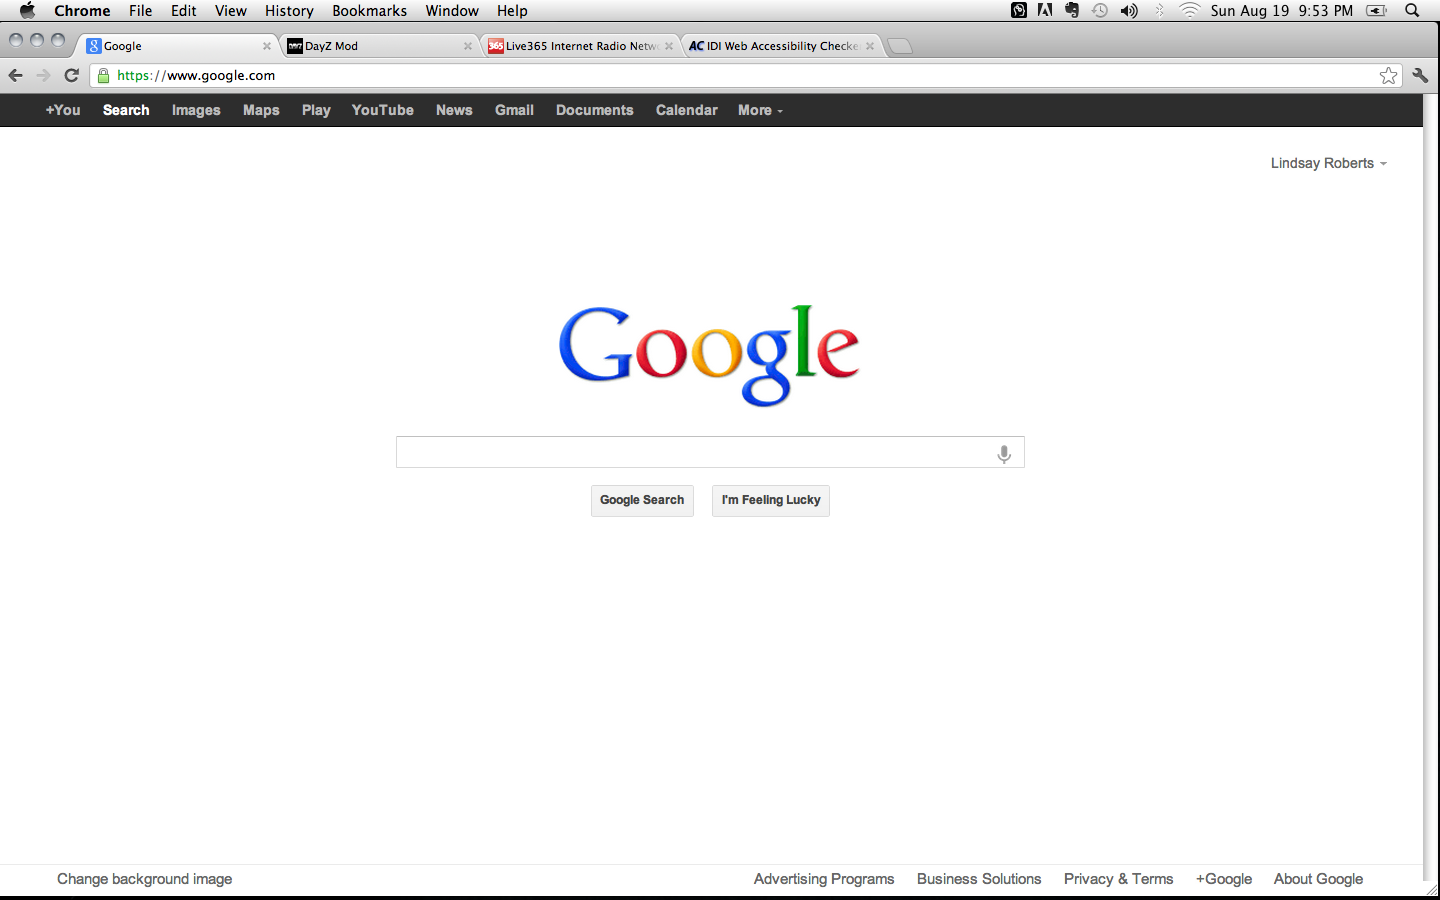 Chrome File Edit View History Bookmarks Window Help Sun Aug 19 9:53 PM
Google DayZ Mod Live365 Internet Radio Netw IDI Web Accessibility Checke
https://www.google.com
+You Search Images Maps Play YouTube News Gmail Documents Calendar More
Lindsay Roberts
Google
Google Search I'm Feeling Lucky
Change background image Advertising Programs Business Solutions Privacy & Terms +Google About Google